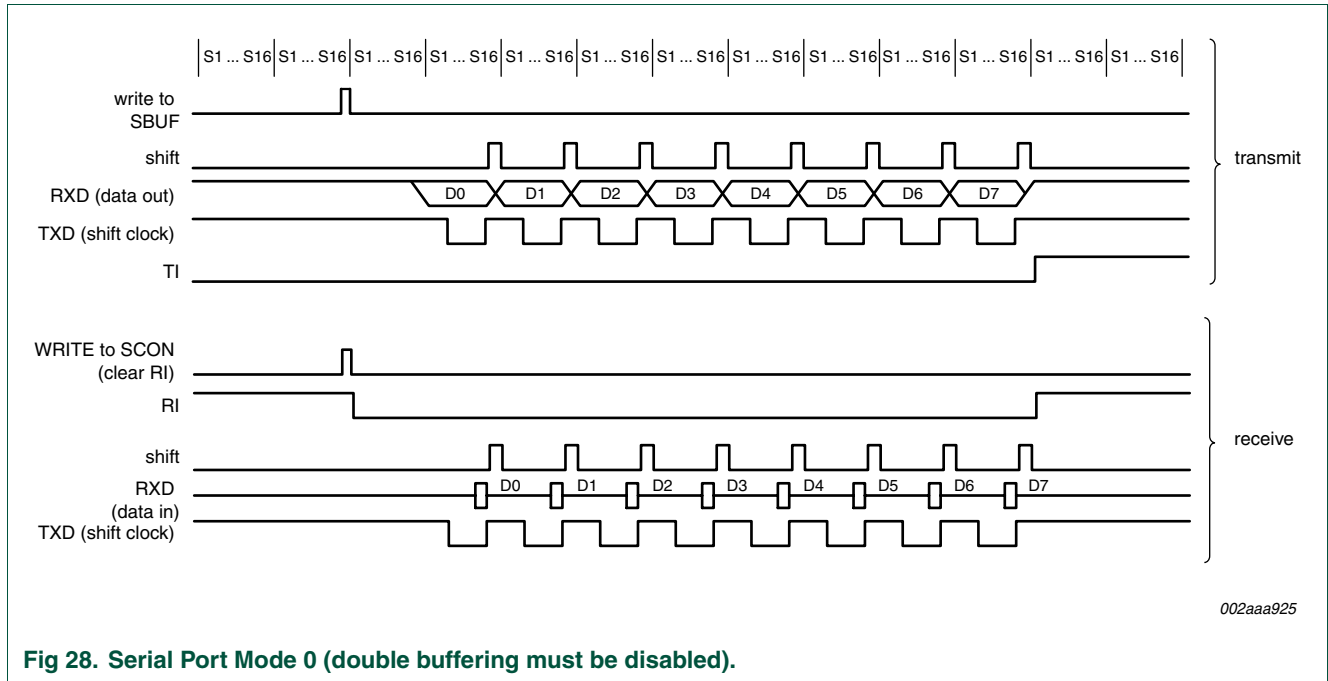 S1 ... S16 S1 ... S16 S1 ... S16 S1 ... S16 S1 ... S16 S1 ... S16 S1 ... S16 S1 ... S16 S1 ... S16 S1 ... S16 S1 ... S16 S1 ... S16 S1 ... S16
write to
SBUF
shift
transmit
RXD (data out)
D0 D1 D2 D3 D4 D5 D6 D7
TXD (shift clock)
TI
WRITE to SCON
(clear RI)
RI
shift
receive
RXD
(data in)
D0 D1 D2 D3 D4 D5 D6 D7
TXD (shift clock)
002aaa925
Fig 28. Serial Port Mode 0 (double buffering must be disabled).